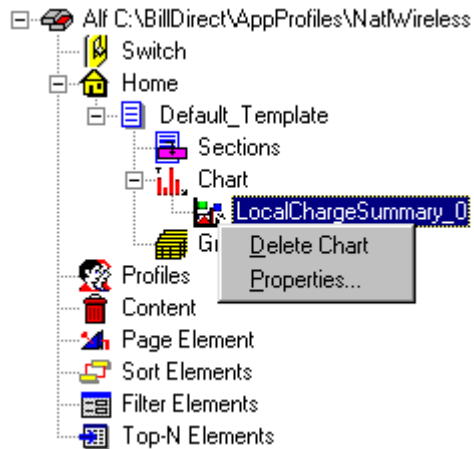 Alf C:\BillDirect\AppProfiles\NatlWireless
Switch
Home
Default_Template
Sections
Chart
LocalChargeSummary_0
Delete Chart
Properties...
Profiles
Content
Page Element
Sort Elements
Filter Elements
Top-N Elements